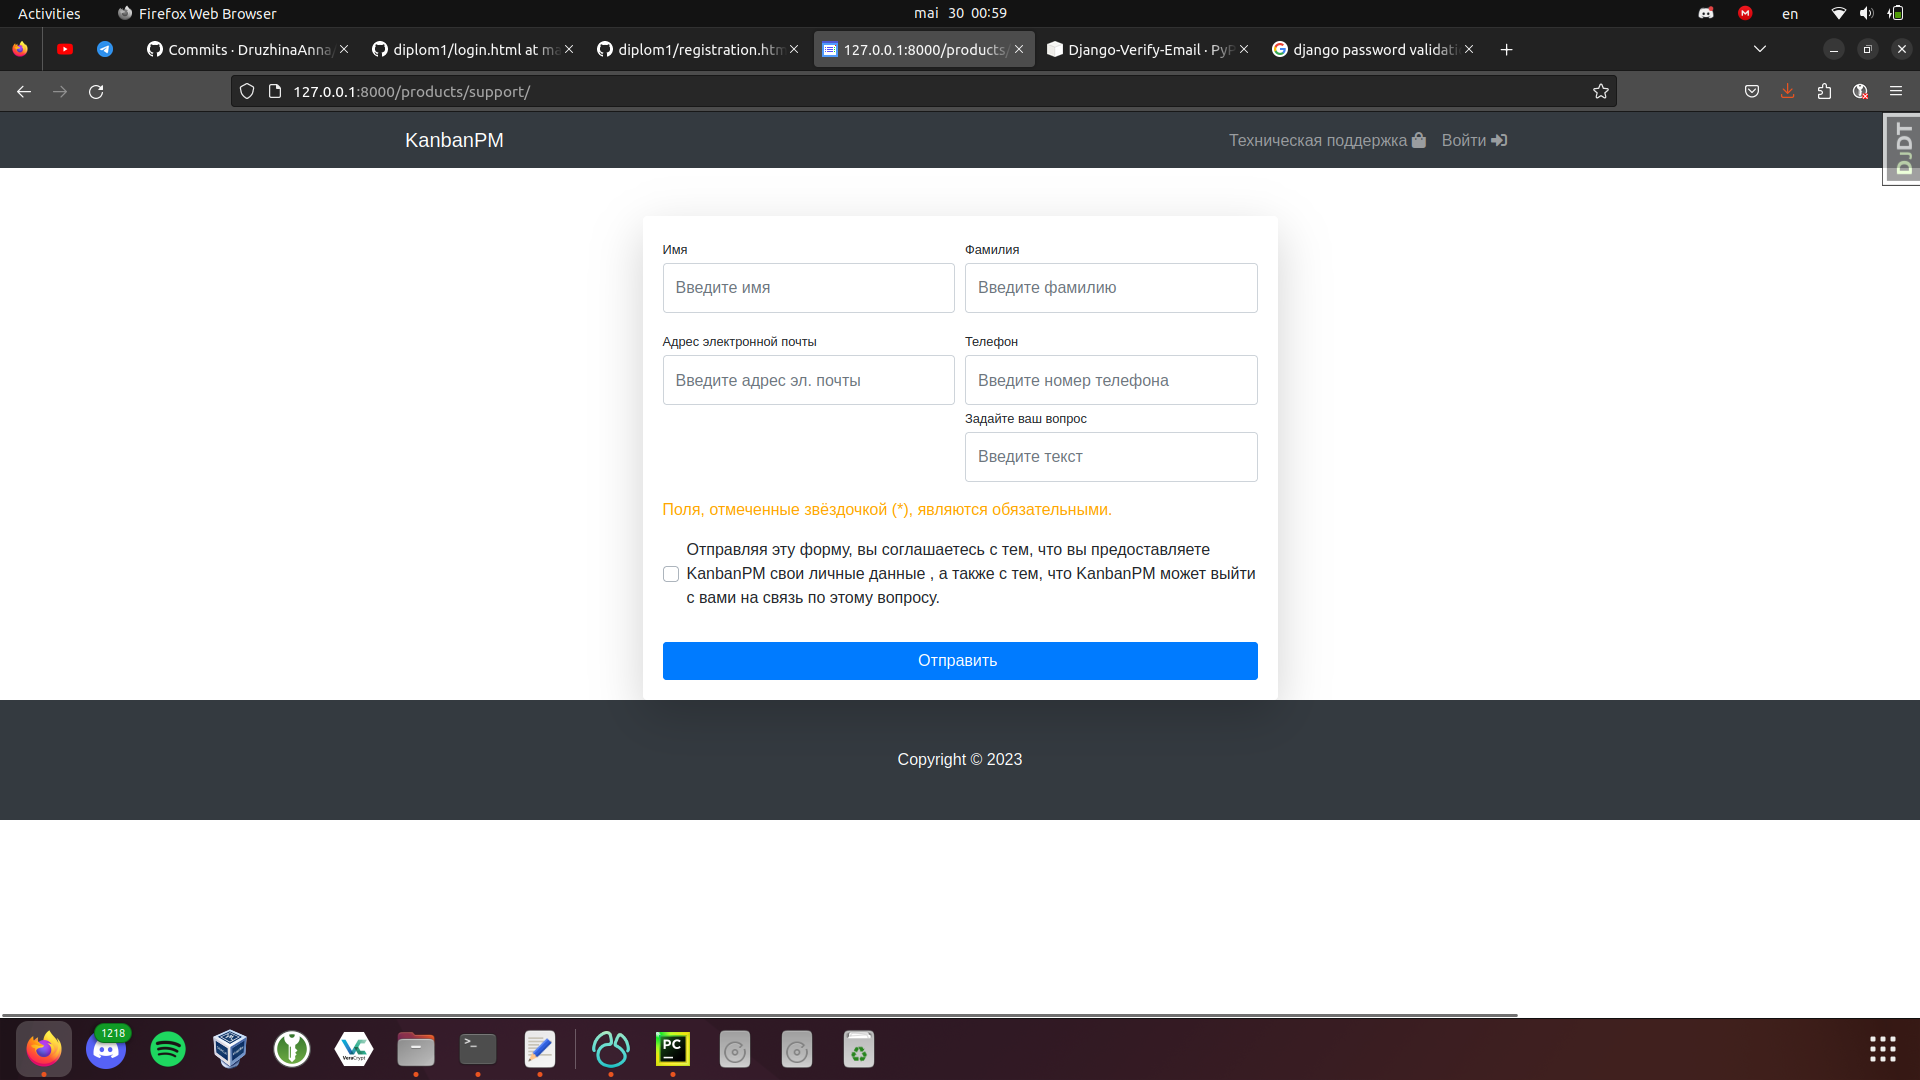 Activities
Firefox Web Browser
mai 30 00:59
en
Commits · DruzhinaAnna/
diplom1/login.html at ma
diplom1/registration.htm
127.0.0.1:8000/products/
Django-Verify-Email · PyP
django password validati
127.0.0.1:8000/products/support/
KanbanPM
Техническая поддержка
Войти
DJDT
Имя
Фамилия
Введите имя
Введите фамилию
Адрес электронной почты
Телефон
Введите адрес эл. почты
Введите номер телефона
Задайте ваш вопрос
Введите текст
Поля, отмеченные звёздочкой (*), являются обязательными.
Отправляя эту форму, вы соглашаетесь с тем, что вы предоставляете
KanbanPM свои личные данные , а также с тем, что KanbanPM может выйти
с вами на связь по этому вопросу.
Отправить
Copyright © 2023
1218
VeraCrypt
>_
PC